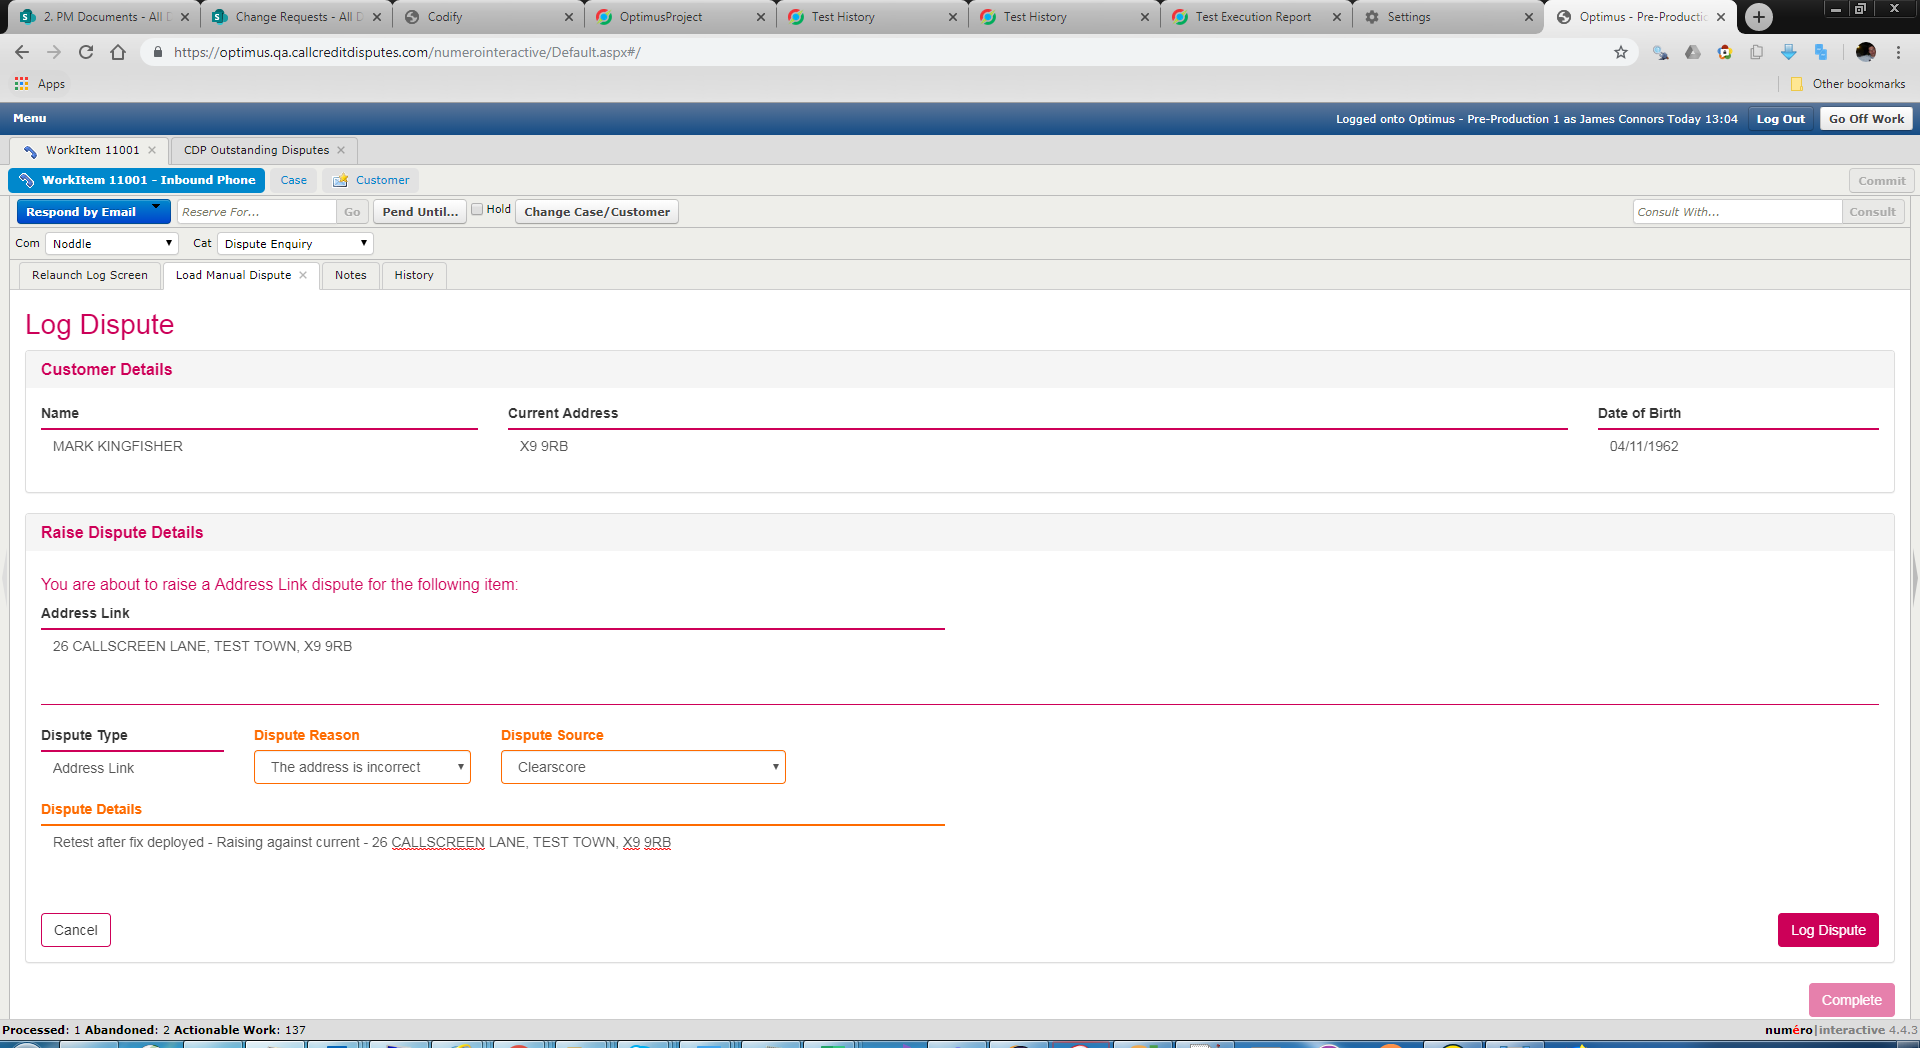 2. PM Documents - All D
Change Requests - All D
Codify
OptimusProject
Test History
Test History
Test Execution Report
Settings
Optimus - Pre-Productio
https://optimus.qa.callcreditdisputes.com/numerointeractive/Default.aspx#/
Apps
Other bookmarks
Menu
Logged onto Optimus - Pre-Production 1 as James Connors Today 13:04
Log Out
Go Off Work
WorkItem 11001
CDP Outstanding Disputes
WorkItem 11001 - Inbound Phone
Case
Customer
Commit
Respond by Email
Reserve For...
Go
Pend Until...
Hold
Change Case/Customer
Consult With...
Consult
Com
Noddle
Cat
Dispute Enquiry
Relaunch Log Screen
Load Manual Dispute
Notes
History
Log Dispute
Customer Details
Name
Current Address
Date of Birth
MARK KINGFISHER
X9 9RB
04/11/1962
Raise Dispute Details
You are about to raise a Address Link dispute for the following item:
Address Link
26 CALLSCREEN LANE, TEST TOWN, X9 9RB
Dispute Type
Dispute Reason
Dispute Source
Address Link
The address is incorrect
Clearscore
Dispute Details
Retest after fix deployed - Raising against current - 26 CALLSCREEN LANE, TEST TOWN, X9 9RB
Cancel
Log Dispute
Complete
Processed: 1 Abandoned: 2 Actionable Work: 137
numéro|interactive 4.4.3